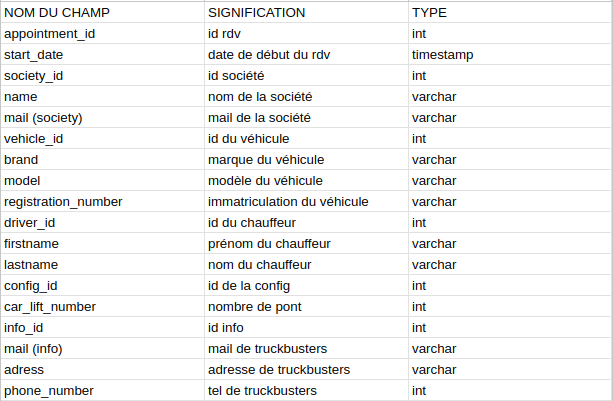 NOM DU CHAMP SIGNIFICATION TYPE
appointment_id id rdv int
start_date date de début du rdv timestamp
society_id id société int
name nom de la société varchar
mail (society) mail de la société varchar
vehicle_id id du véhicule int
brand marque du véhicule varchar
model modèle du véhicule varchar
registration_number immatriculation du véhicule varchar
driver_id id du chauffeur int
firstname prénom du chauffeur varchar
lastname nom du chauffeur varchar
config_id id de la config int
car_lift_number nombre de pont int
info_id id info int
mail (info) mail de truckbusters varchar
adress adresse de truckbusters varchar
phone_number tel de truckbusters int